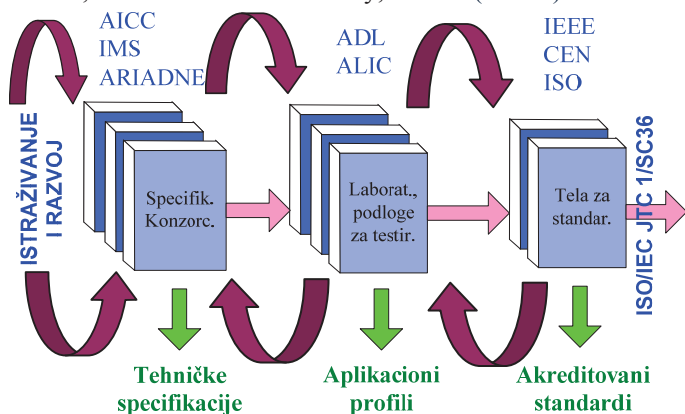 AICC
IMS
ARIADNE
ADL
ALIC
IEEE
CEN
ISO
ISTRAŽIVANJE
I RAZVOJ
Specifik.
Konzorc.
Laborat.,
podloge
za testir.
Tela za
standar.
ISO/IEC JTC 1/SC36
Tehničke
specifikacije
Aplikacioni
profili
Akreditovani
standardi